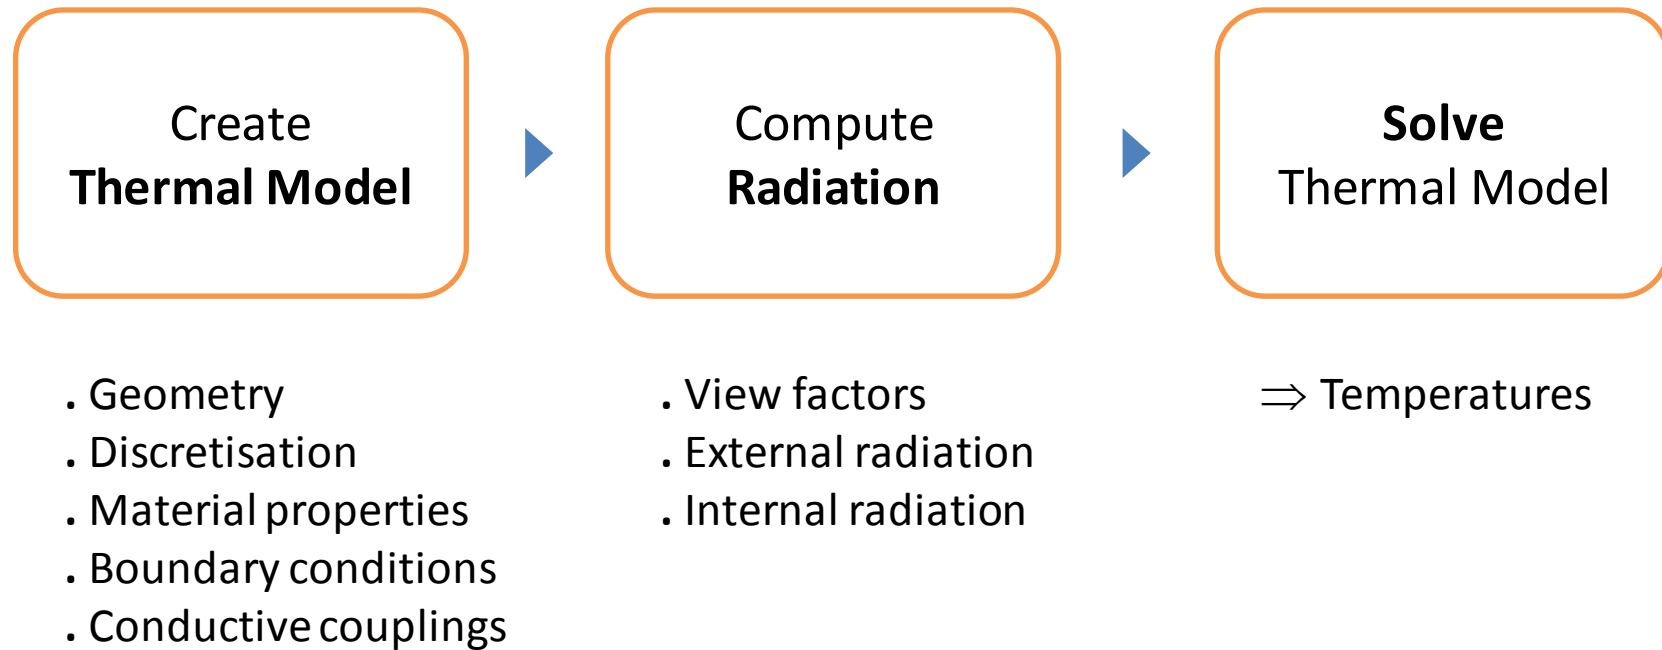 Create
Thermal Model
Compute
Radiation
Solve
Thermal Model
. Geometry
. Discretisation
. Material properties
. Boundary conditions
. Conductive couplings
. View factors
. External radiation
. Internal radiation
⇒ Temperatures